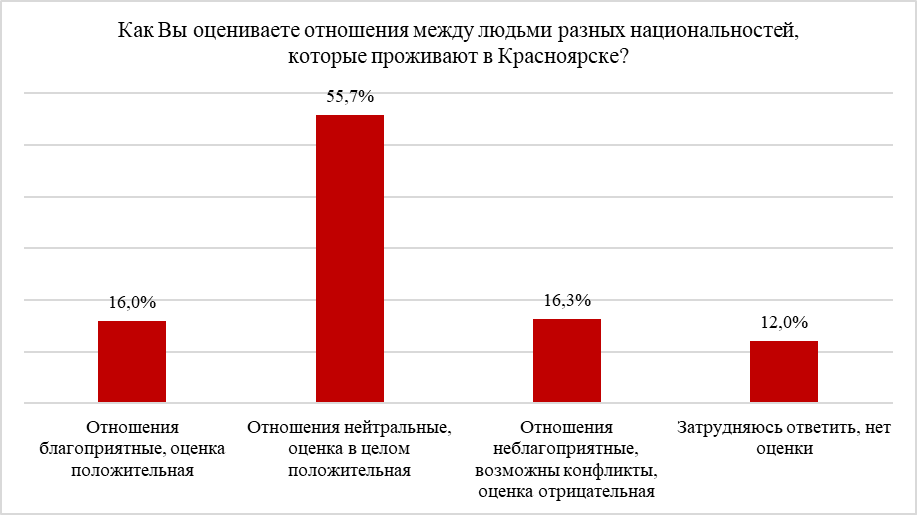 Как Вы оцениваете отношения между людьми разных национальностей,
которые проживают в Красноярске?
55,7%
16,0%
16,3%
12,0%
Отношения
благоприятные, оценка
положительная
Отношения нейтральные,
оценка в целом
положительная
Отношения
неблагоприятные,
возможны конфликты,
оценка отрицательная
Затрудняюсь ответить, нет
оценки